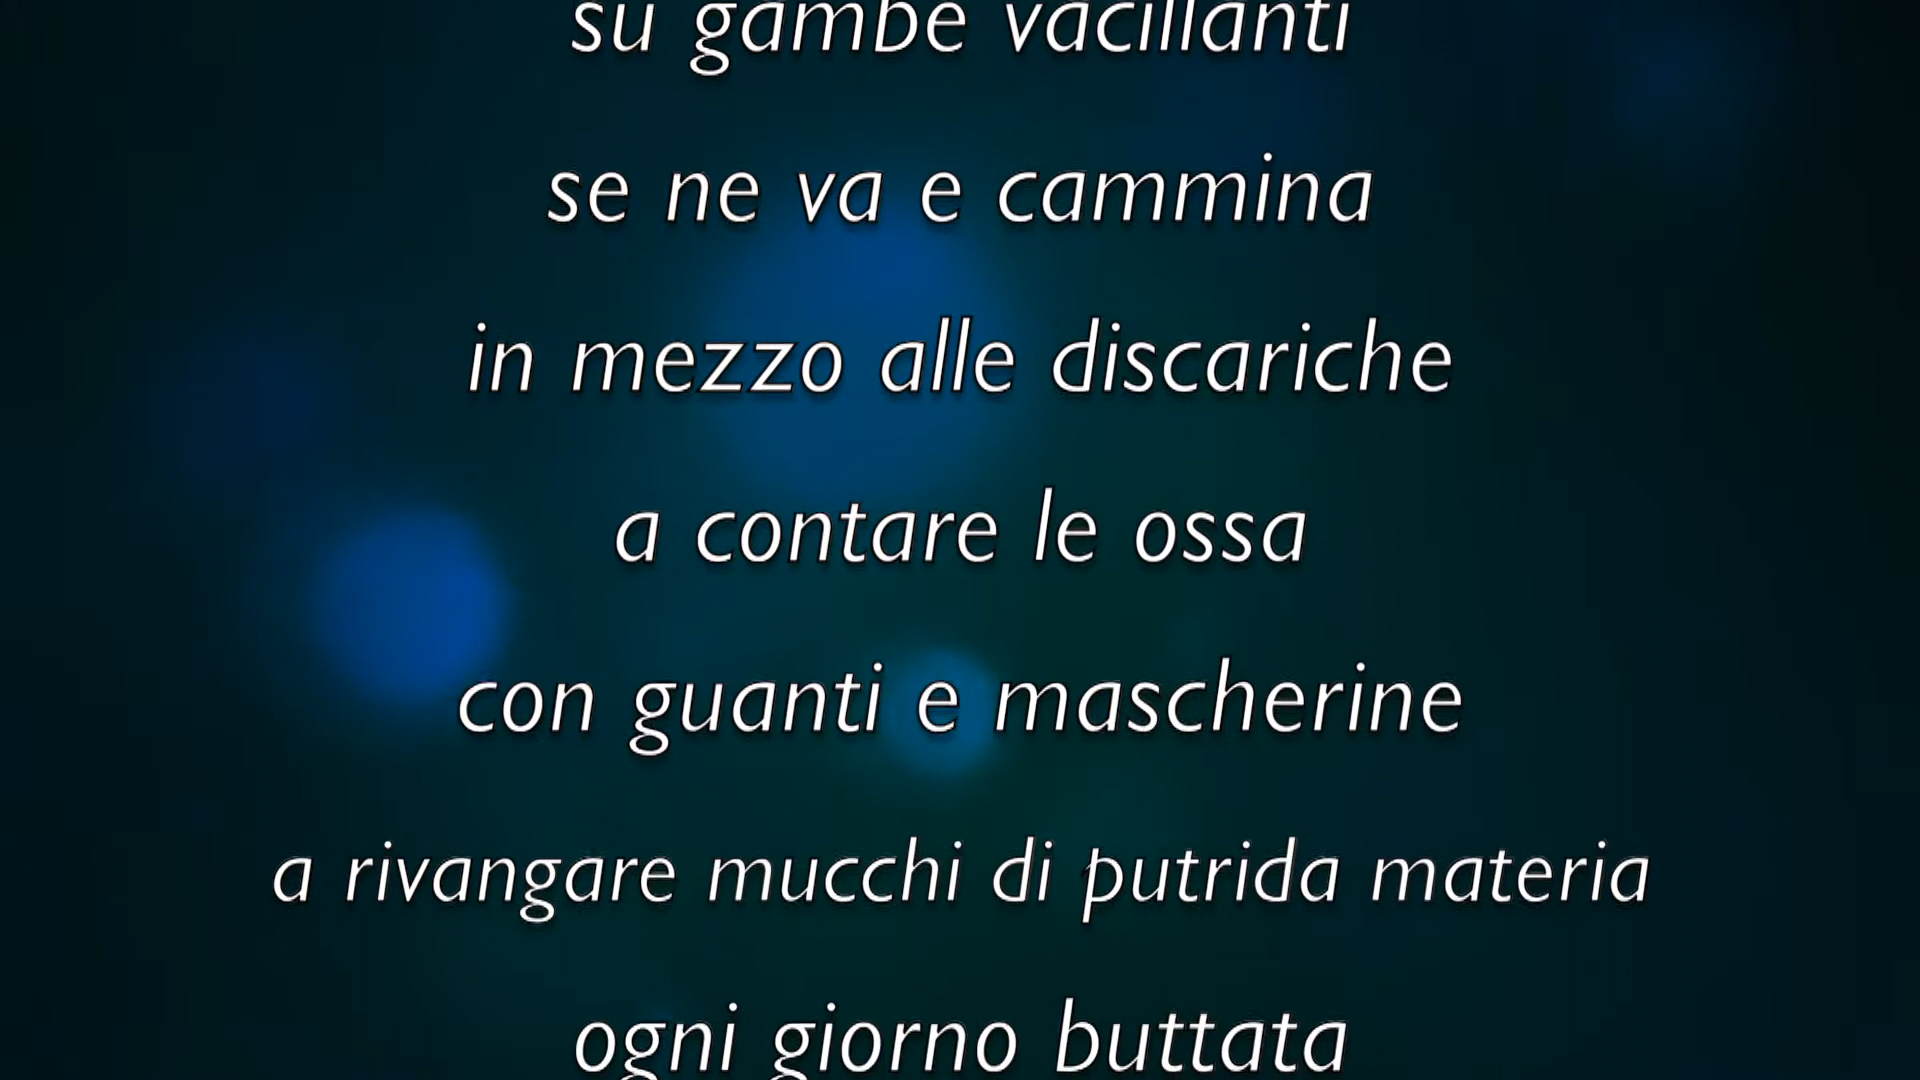 su gambe vacillanti
se ne va e cammina
in mezzo alle discariche
a contare le ossa
con guanti e mascherine
a rivangare mucchi di putrida materia
ogni giorno buttata